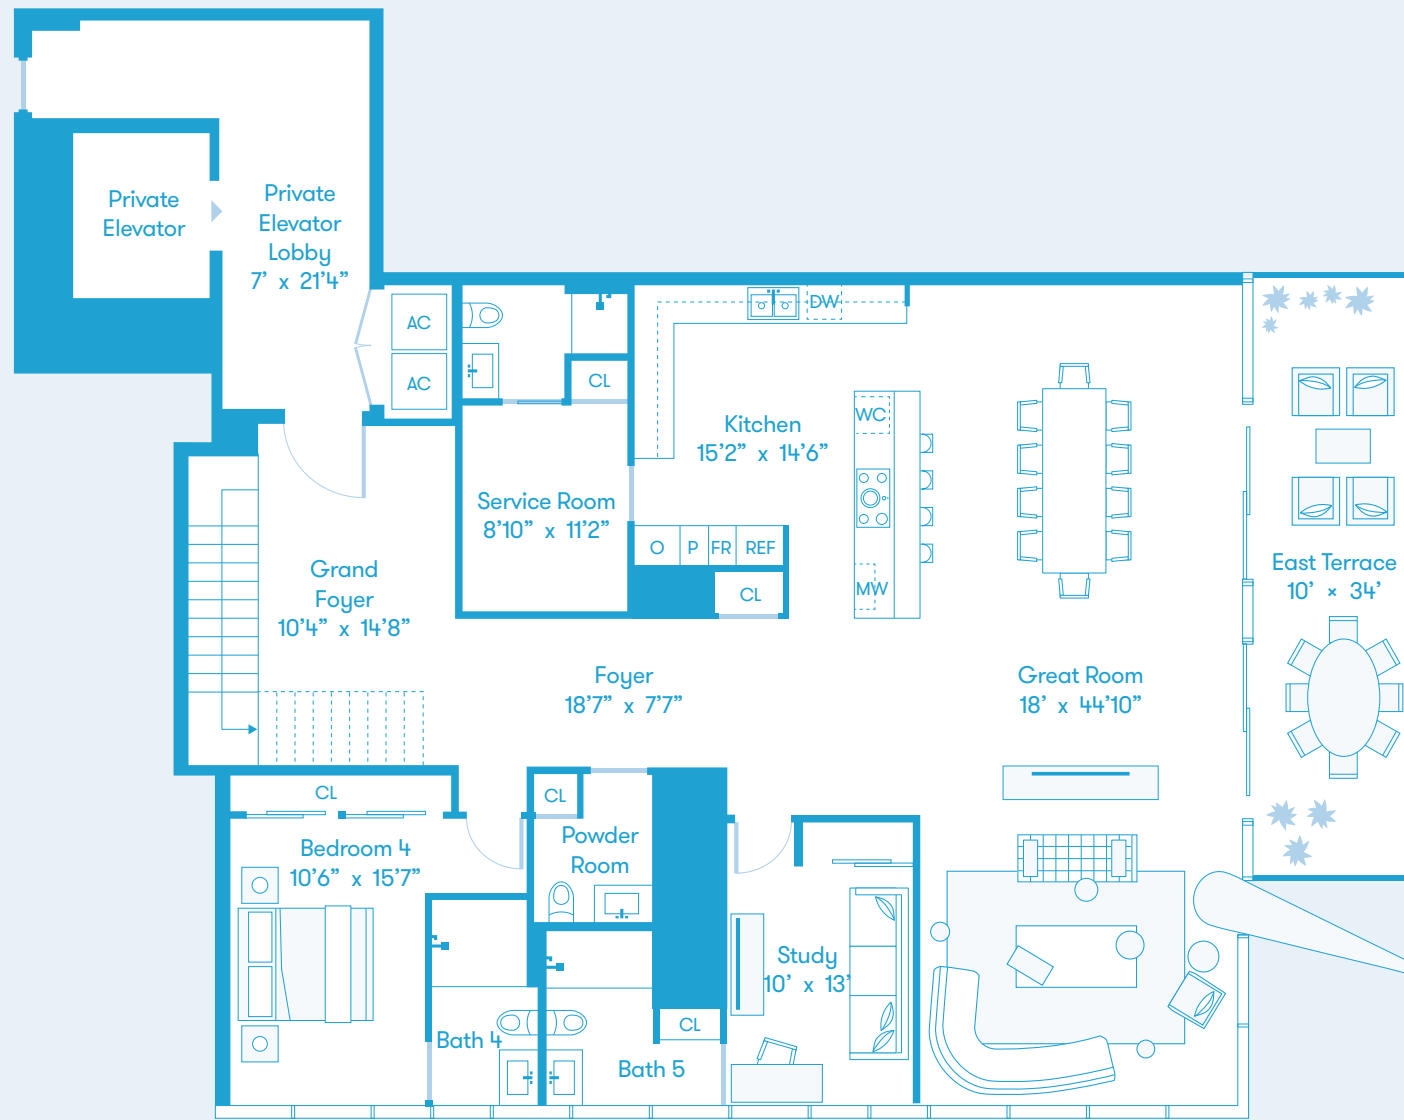 Private
Elevator
Private
Elevator
Lobby
7’ x 21’4”
AC
AC
DW
CL
WC
Kitchen
15’2” x 14’6”
Service Room
8’10” x 11’2”
O
P
FR
REF
CL
MW
East Terrace
10’ × 34’
Grand
Foyer
10’4” x 14’8”
Foyer
18’7” x 7’7”
Great Room
18’ x 44’10”
CL
CL
Bedroom 4
10’6” x 15’7”
Powder
Room
Study
10’ x 13’
CL
Bath 4
Bath 5